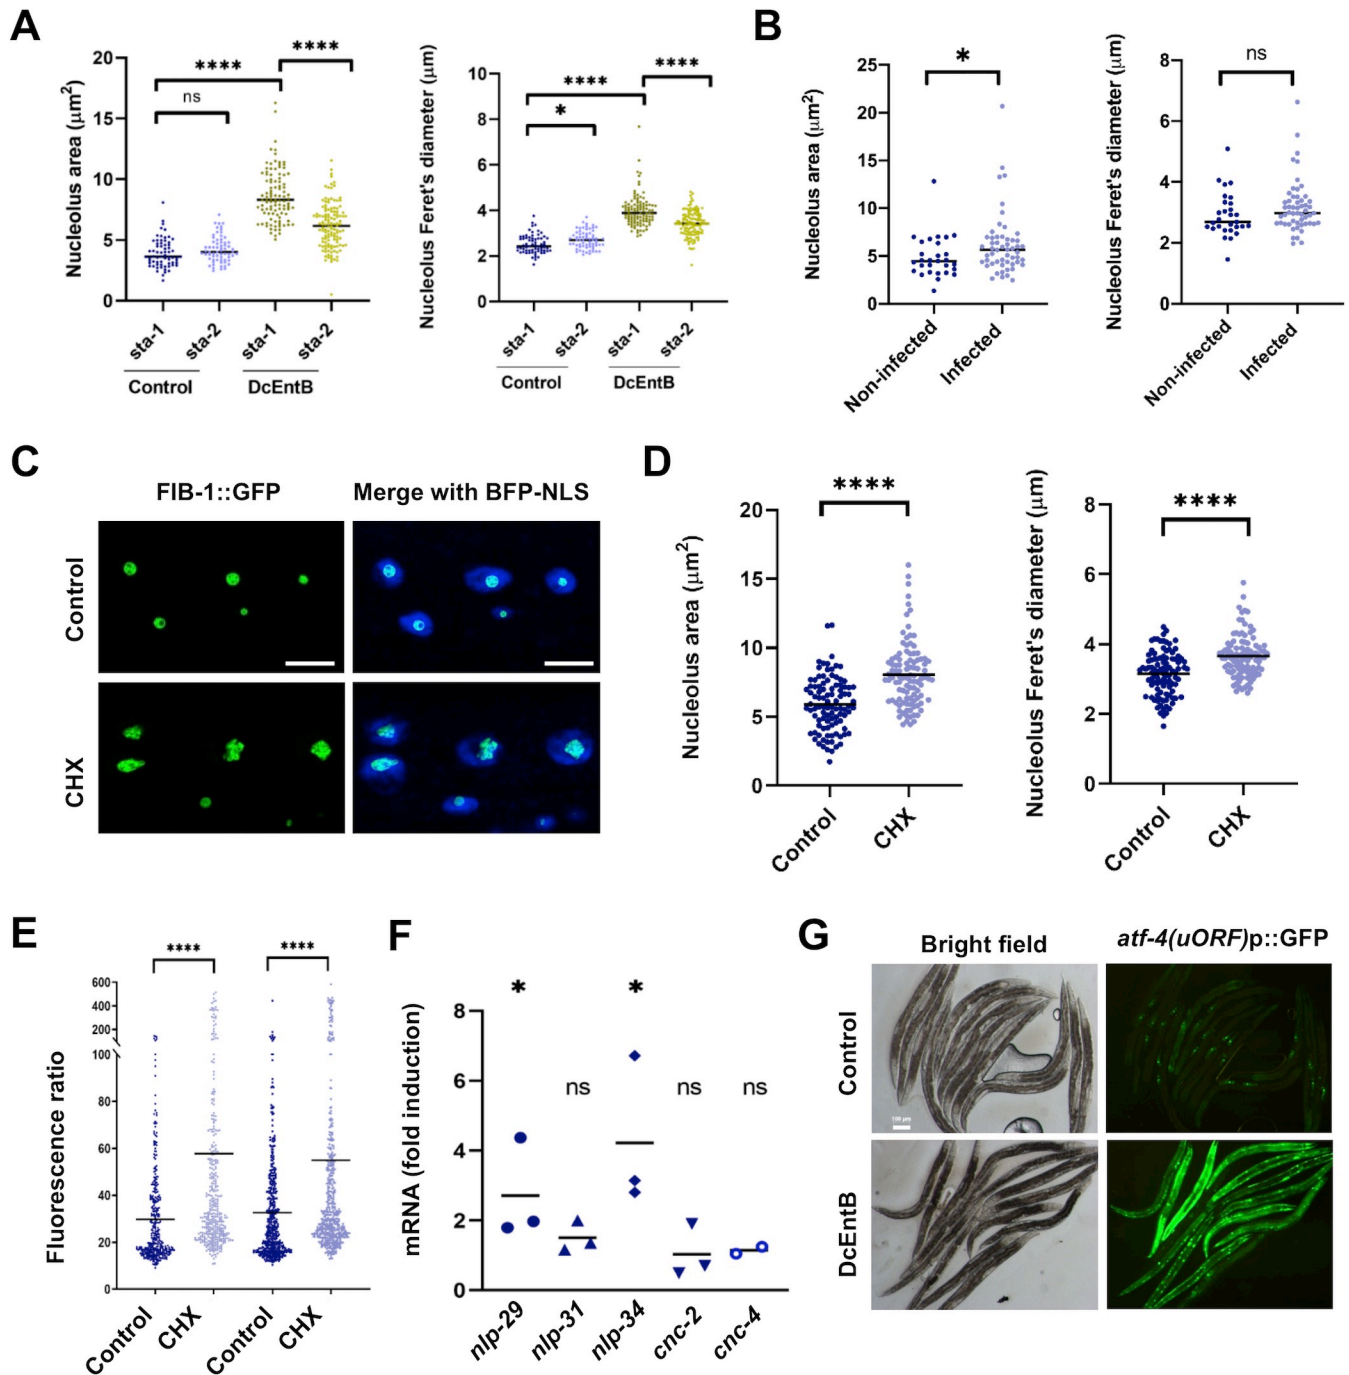 A
Nucleolus area (μm²)
20
15
10
5
0
ns
****
****
sta-1
sta-2
sta-1
sta-2
Control
DcEntB
Nucleolus Feret's diameter (μm)
10
8
6
4
2
0
*
****
****
sta-1
sta-2
sta-1
sta-2
Control
DcEntB
B
Nucleolus area (μm²)
25
20
15
10
5
0
*
Non-infected
Infected
Nucleolus Feret's diameter (μm)
8
6
4
2
0
ns
Non-infected
Infected
C
FIB-1::GFP
Merge with BFP-NLS
Control
CHX
D
Nucleolus area (μm²)
20
15
10
5
0
****
Control
CHX
Nucleolus Feret's diameter (μm)
8
6
4
2
0
****
Control
CHX
E
Fluorescence ratio
600
400
200
100
80
60
40
20
0
****
****
Control
CHX
Control
CHX
F
mRNA (fold induction)
8
6
4
2
0
*
ns
*
ns
ns
nlp-29
nlp-31
nlp-34
cnc-2
cnc-4
G
Bright field
atf-4(uORF)p::GFP
Control
100 μm
DcEntB